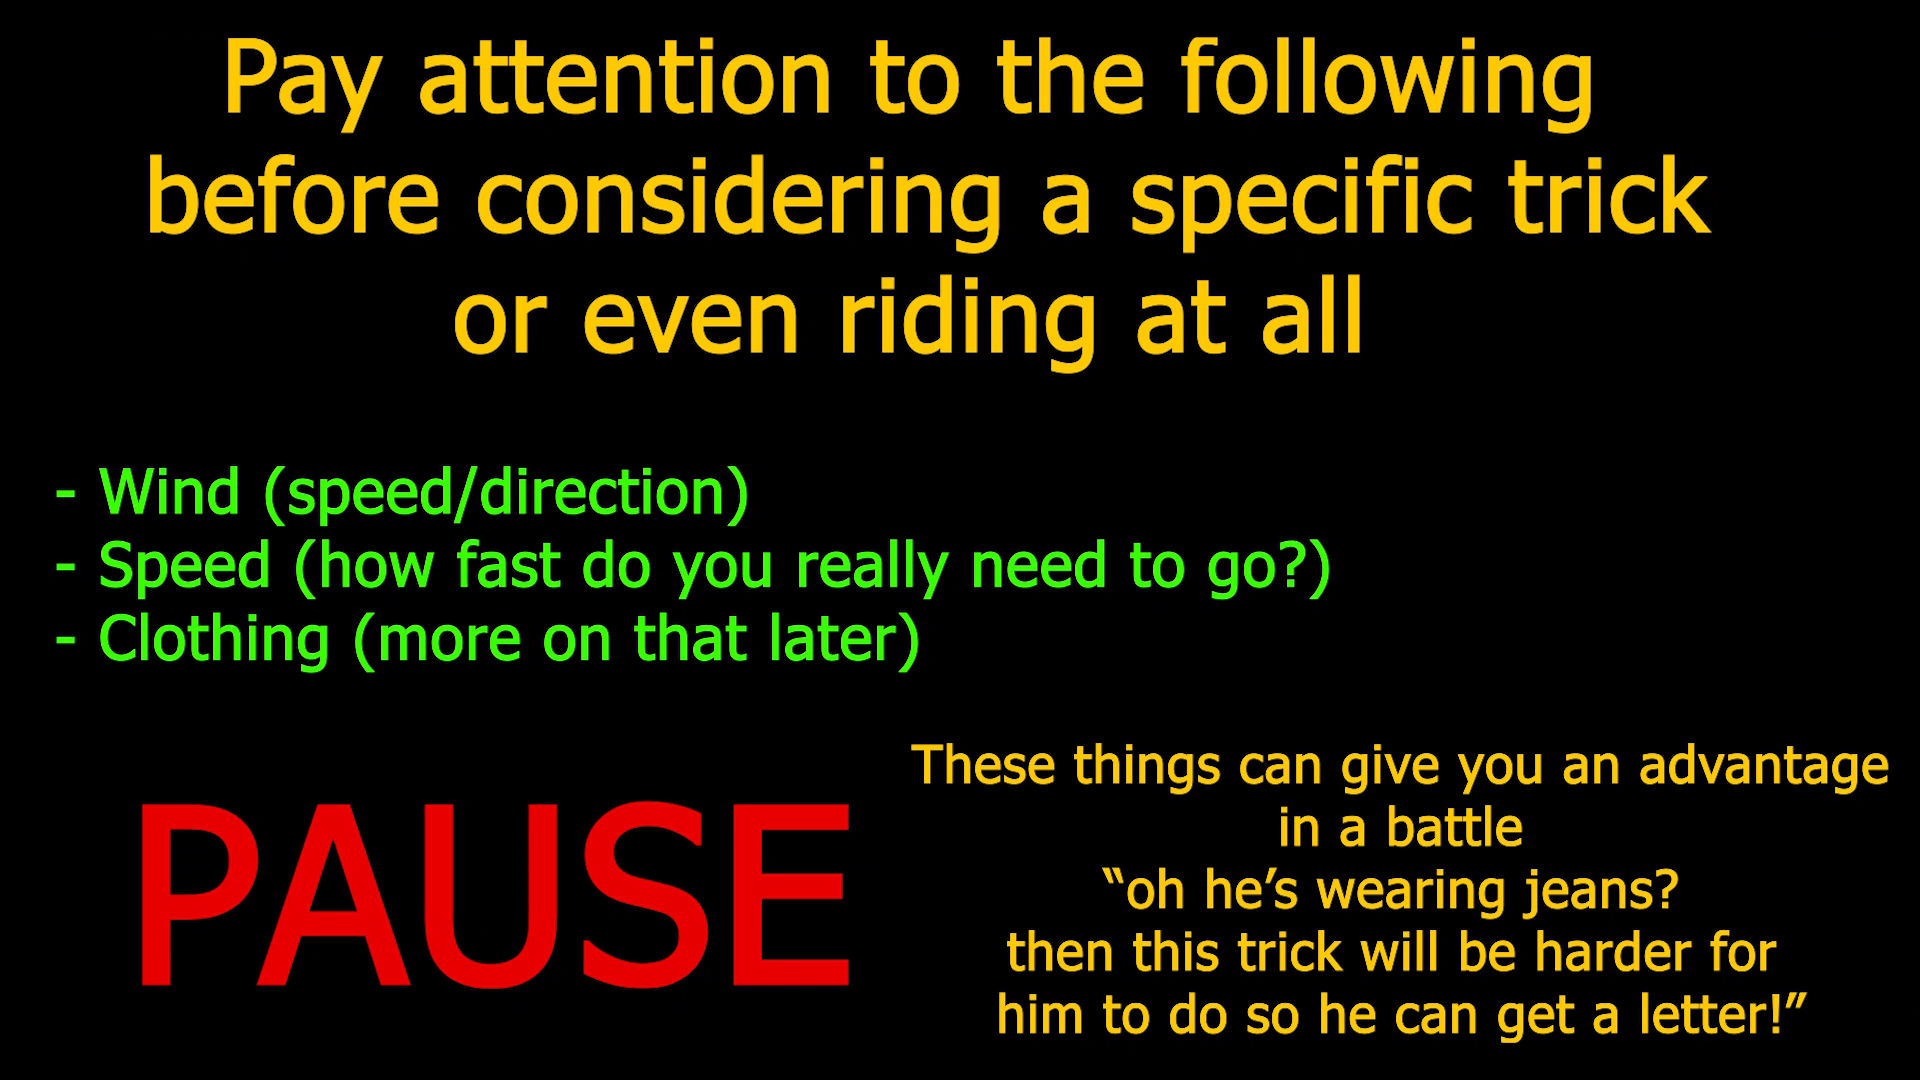 Pay attention to the following
before considering a specific trick
or even riding at all
- Wind (speed/direction)
- Speed (how fast do you really need to go?)
- Clothing (more on that later)
PAUSE
These things can give you an advantage
in a battle
“oh he’s wearing jeans?
then this trick will be harder for
him to do so he can get a letter!”